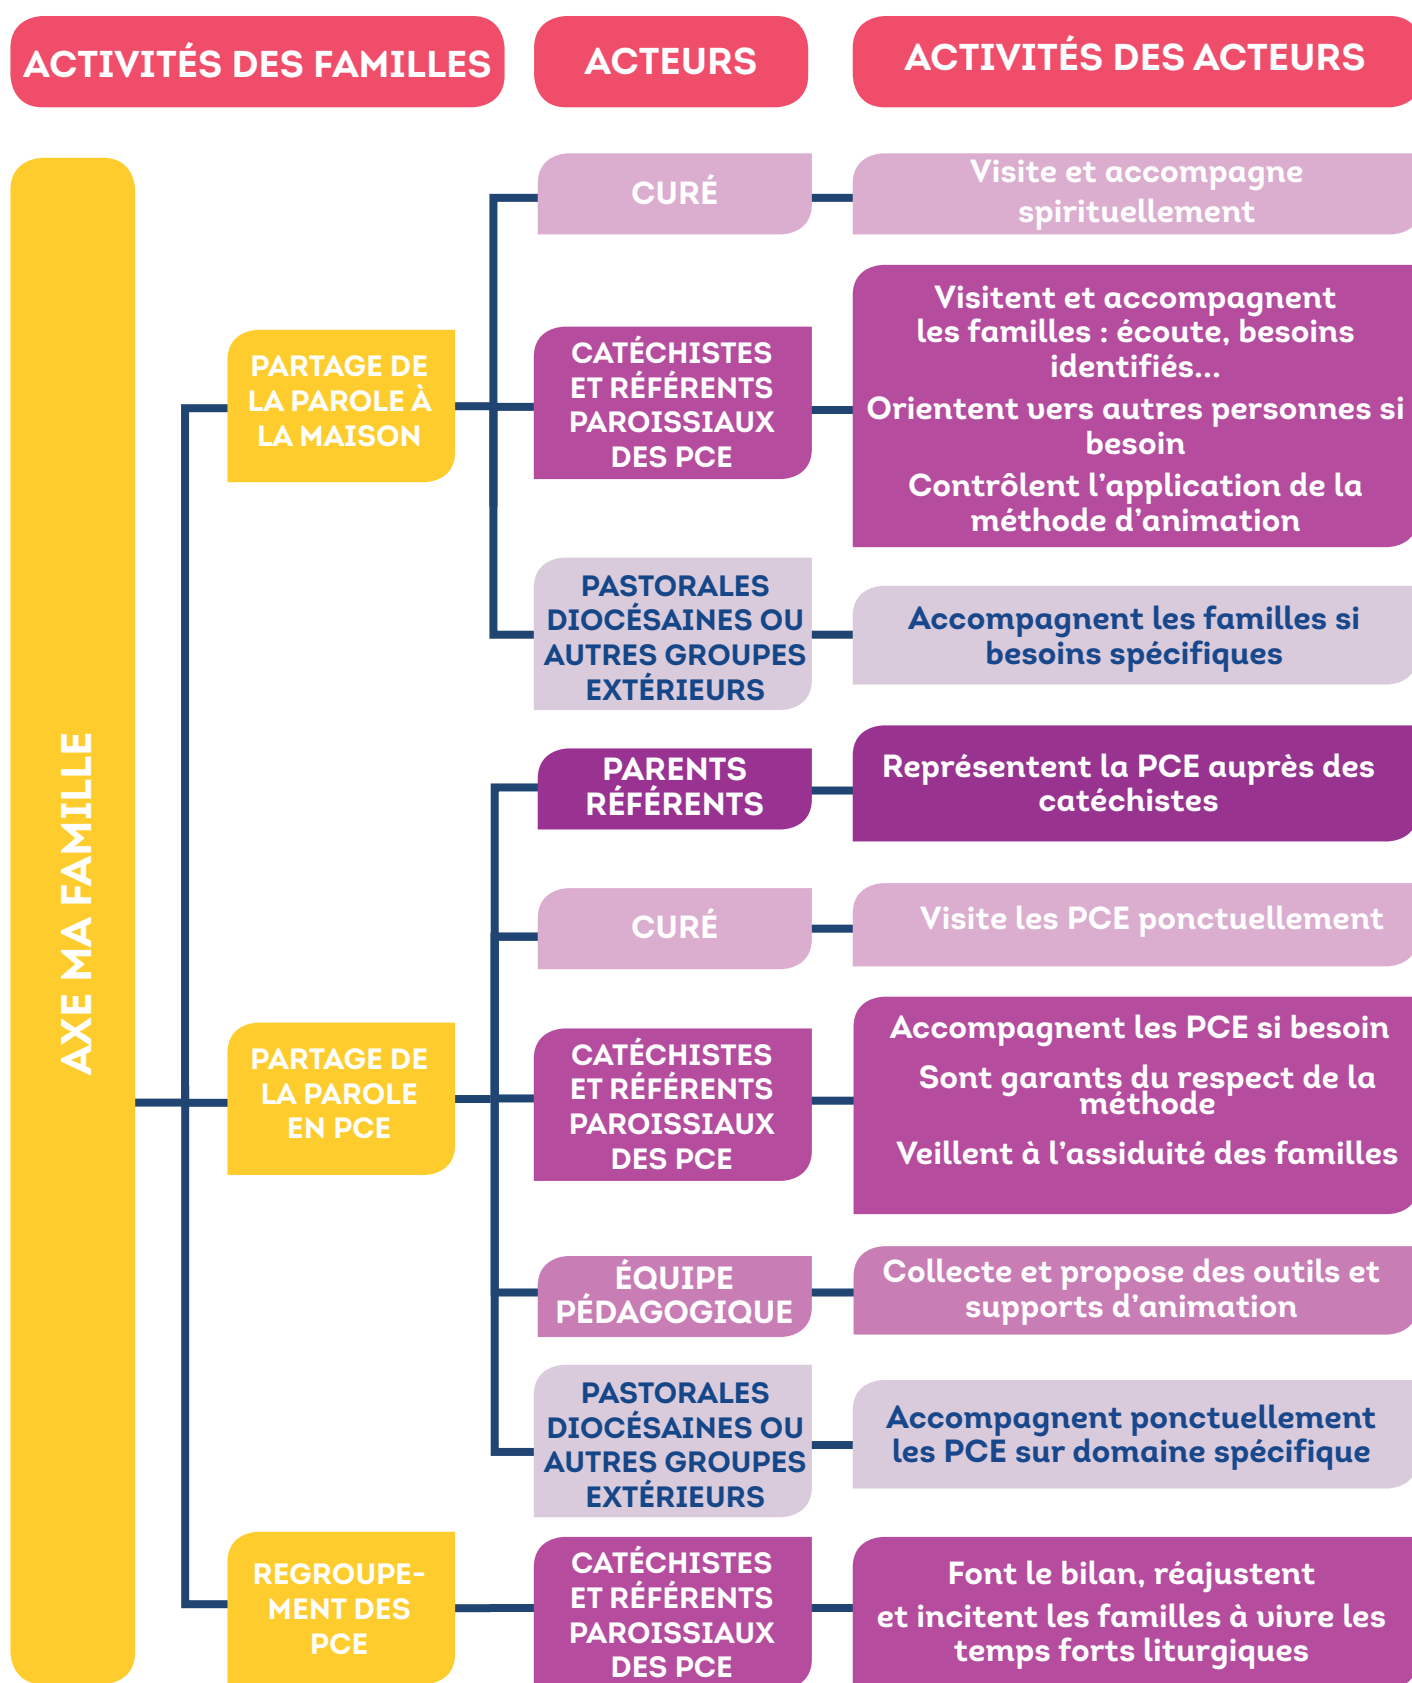 ACTIVITÉS DES FAMILLES
ACTEURS
ACTIVITÉS DES ACTEURS
AXE MA FAMILLE
PARTAGE DE
LA PAROLE À
LA MAISON
CURÉ
Visite et accompagne
spirituellement
CATÉCHISTES
ET RÉFÉRENTS
PAROISSIAUX
DES PCE
Visitent et accompagnent
les familles : écoute, besoins
identifiés...
Orientent vers autres personnes si
besoin
Contrôlent l’application de la
méthode d’animation
PASTORALES
DIOCÉSAINES OU
AUTRES GROUPES
EXTÉRIEURS
Accompagnent les familles si
besoins spécifiques
PARTAGE DE
LA PAROLE
EN PCE
PARENTS
RÉFÉRENTS
Représentent la PCE auprès des
catéchistes
CURÉ
Visite les PCE ponctuellement
CATÉCHISTES
ET RÉFÉRENTS
PAROISSIAUX
DES PCE
Accompagnent les PCE si besoin
Sont garants du respect de la
méthode
Veillent à l’assiduité des familles
ÉQUIPE
PÉDAGOGIQUE
Collecte et propose des outils et
supports d’animation
PASTORALES
DIOCÉSAINES OU
AUTRES GROUPES
EXTÉRIEURS
Accompagnent ponctuellement
les PCE sur domaine spécifique
REGROUPE-
MENT DES
PCE
CATÉCHISTES
ET RÉFÉRENTS
PAROISSIAUX
DES PCE
Font le bilan, réajustent
et incitent les familles à vivre les
temps forts liturgiques